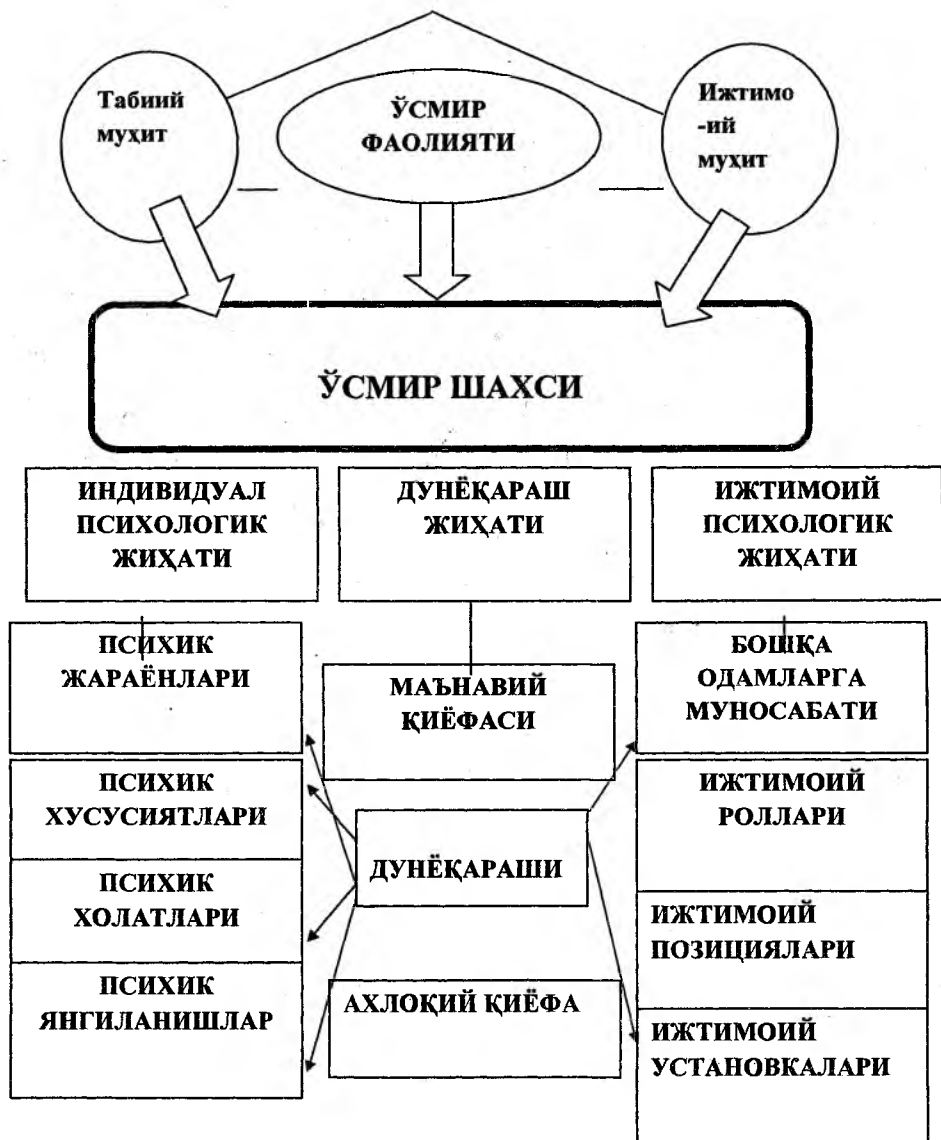 Табиий
муҳит
ЎСМИР
ФАОЛИЯТИ
Ижтимо
-ий
муҳит
ЎСМИР ШАХСИ
ИНДИВИДУАЛ
ПСИХОЛОГИК
ЖИҲАТИ
ДУНЁҚАРАШ
ЖИҲАТИ
ИЖТИМОИЙ
ПСИХОЛОГИК
ЖИҲАТИ
ПСИХИК
ЖАРАЁНЛАРИ
МАЪНАВИЙ
ҚИЁФАСИ
БОШҚА
ОДАМЛАРГА
МУНОСАБАТИ
ПСИХИК
ХУСУСИЯТЛАРИ
ДУНЁҚАРАШИ
ИЖТИМОИЙ
РОЛЛАРИ
ПСИХИК
ХОЛАТЛАРИ
ИЖТИМОИЙ
ПОЗИЦИЯЛАРИ
ПСИХИК
ЯНГИЛАНИШЛАР
АХЛОҚИЙ ҚИЁФА
ИЖТИМОИЙ
УСТАНОВКАЛАРИ